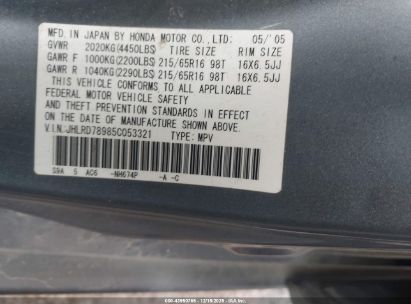 MFD. IN JAPAN BY HONDA MOTOR CO., LTD: 05/'05
GVWR 2020KG(4450LBS) TIRE SIZE RIM SIZE
GAWR F 1000KG(2200LBS) 215/65R16 98T 16X6.5JJ
GAWR R 1040KG(2290LBS) 215/65R16 98T 16X6.5JJ
THIS VEHICLE CONFORMS TO ALL APPLICABLE
FEDERAL MOTOR VEHICLE SAFETY
AND THEFT PREVENTION STANDARDS IN EFFECT
ON THE DATE OF MANUFACTURE SHOWN ABOVE.
V.I.N.:JHLRD78985C053321 TYPE: MPV
S9A 5 AC6 -NH674P -A -C